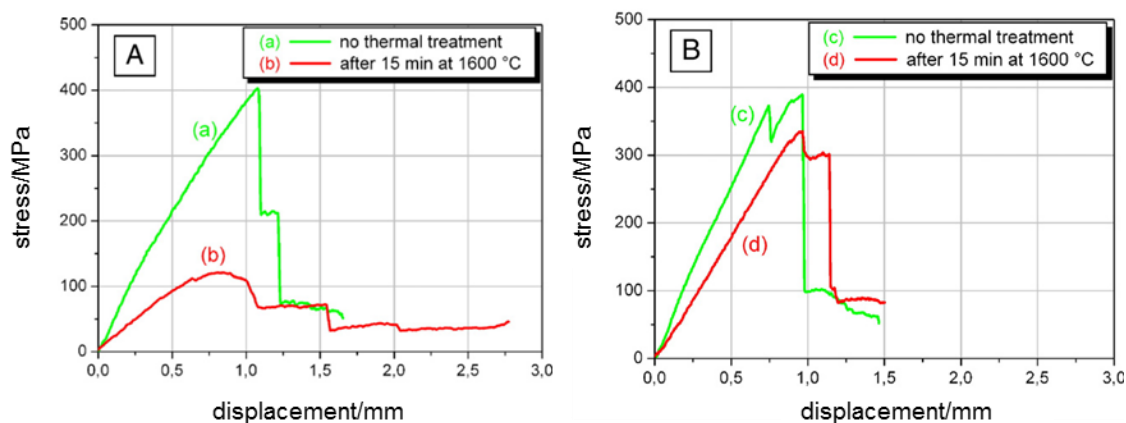 A
(a) no thermal treatment
(b) after 15 min at 1600 °C
500
400
300
200
100
0
stress/MPa
(a)
(b)
0,0 0,5 1,0 1,5 2,0 2,5 3,0
displacement/mm
B
(c) no thermal treatment
(d) after 15 min at 1600 °C
500
400
300
200
100
0
stress/MPa
(c)
(d)
0,0 0,5 1,0 1,5 2,0 2,5 3,0
displacement/mm